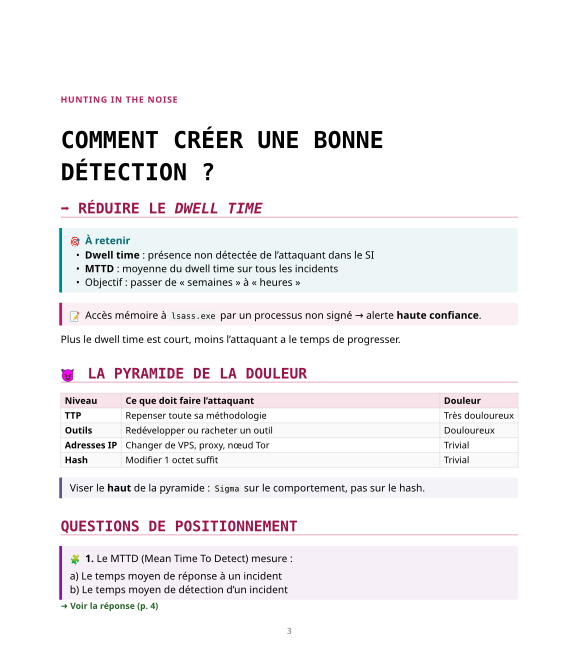 HUNTING IN THE NOISE
COMMENT CRÉER UNE BONNE
DÉTECTION ?
➡ RÉDUIRE LE DWELL TIME
🎯 À retenir
• Dwell time : présence non détectée de l'attaquant dans le SI
• MTTD : moyenne du dwell time sur tous les incidents
• Objectif : passer de « semaines » à « heures »
📝 Accès mémoire à lsass.exe par un processus non signé → alerte haute confiance.
Plus le dwell time est court, moins l'attaquant a le temps de progresser.
😈 LA PYRAMIDE DE LA DOULEUR
Niveau Ce que doit faire l'attaquant Douleur
TTP Repenser toute sa méthodologie Très douloureux
Outils Redévelopper ou racheter un outil Douloureux
Adresses IP Changer de VPS, proxy, nœud Tor Trivial
Hash Modifier 1 octet suffit Trivial
Viser le haut de la pyramide : Sigma sur le comportement, pas sur le hash.
QUESTIONS DE POSITIONNEMENT
🧩 1. Le MTTD (Mean Time To Detect) mesure :
a) Le temps moyen de réponse à un incident
b) Le temps moyen de détection d'un incident
➜ Voir la réponse (p. 4)
3